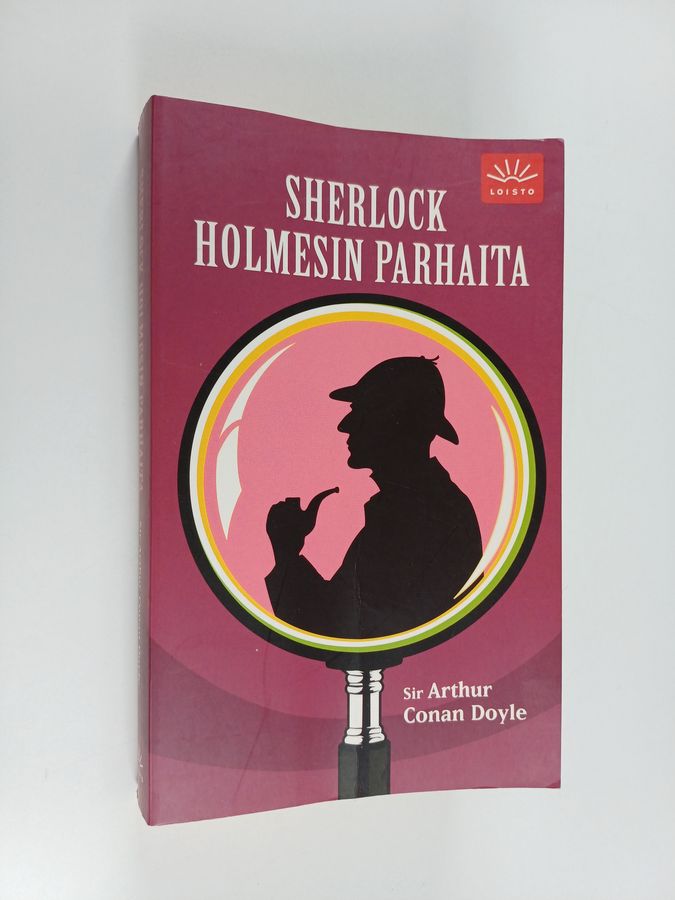 LOISTO
SHERLOCK
HOLMESIN PARHAITA
Sir Arthur
Conan Doyle